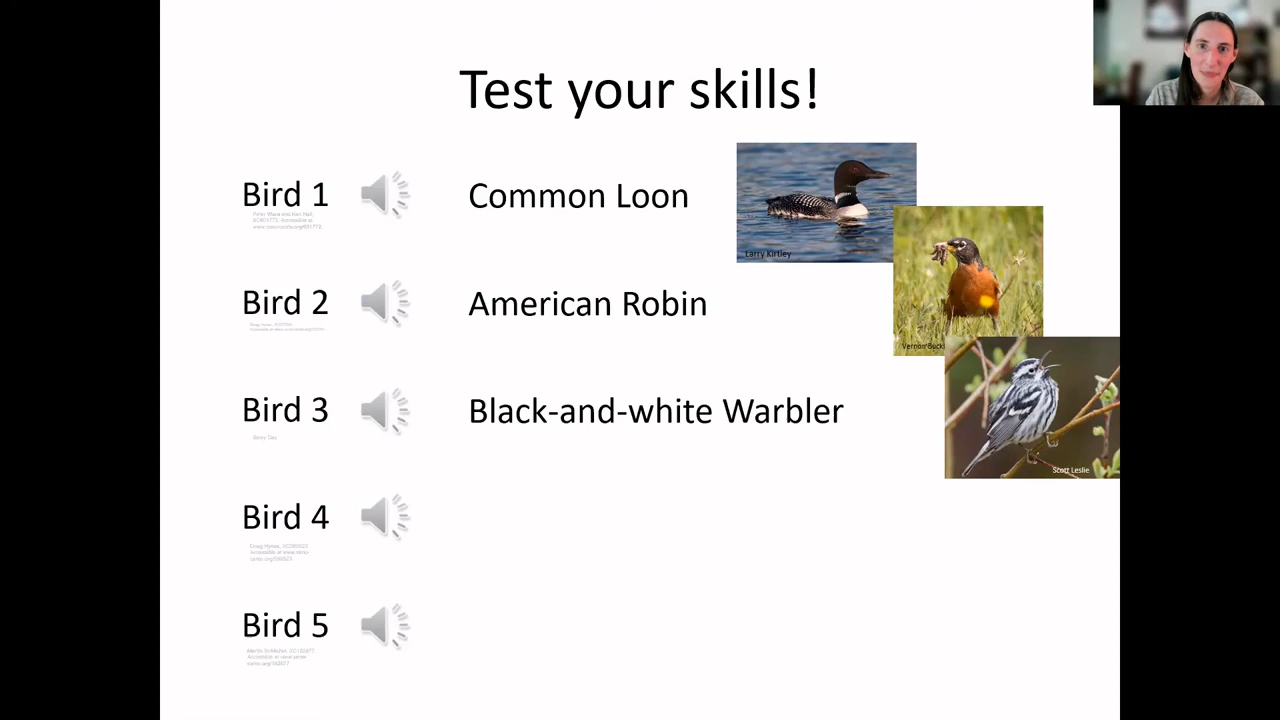 Test your skills!
Bird 1
Common Loon
Larry Kirtley
Bird 2
American Robin
Bird 3
Black-and-white Warbler
Scott Leslie
Bird 4
Bird 5